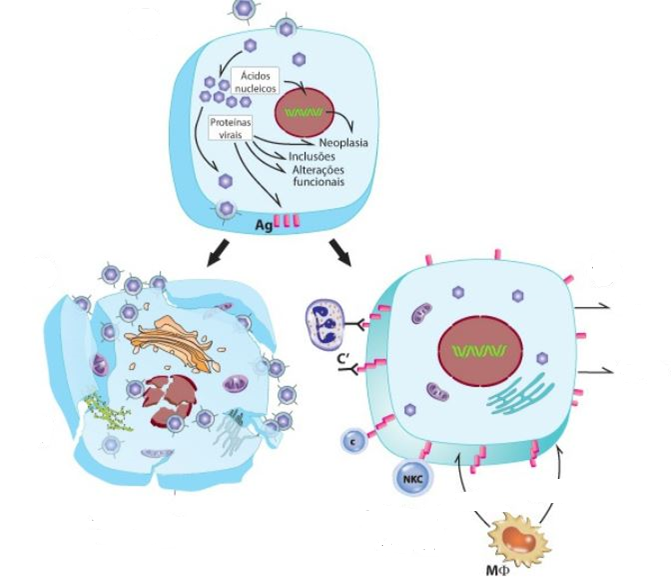 Ácidos
nucleicos
Proteínas
virais
Neoplasia
Inclusões
Alterações
funcionais
Ag
C'
c
NKC
MΦ